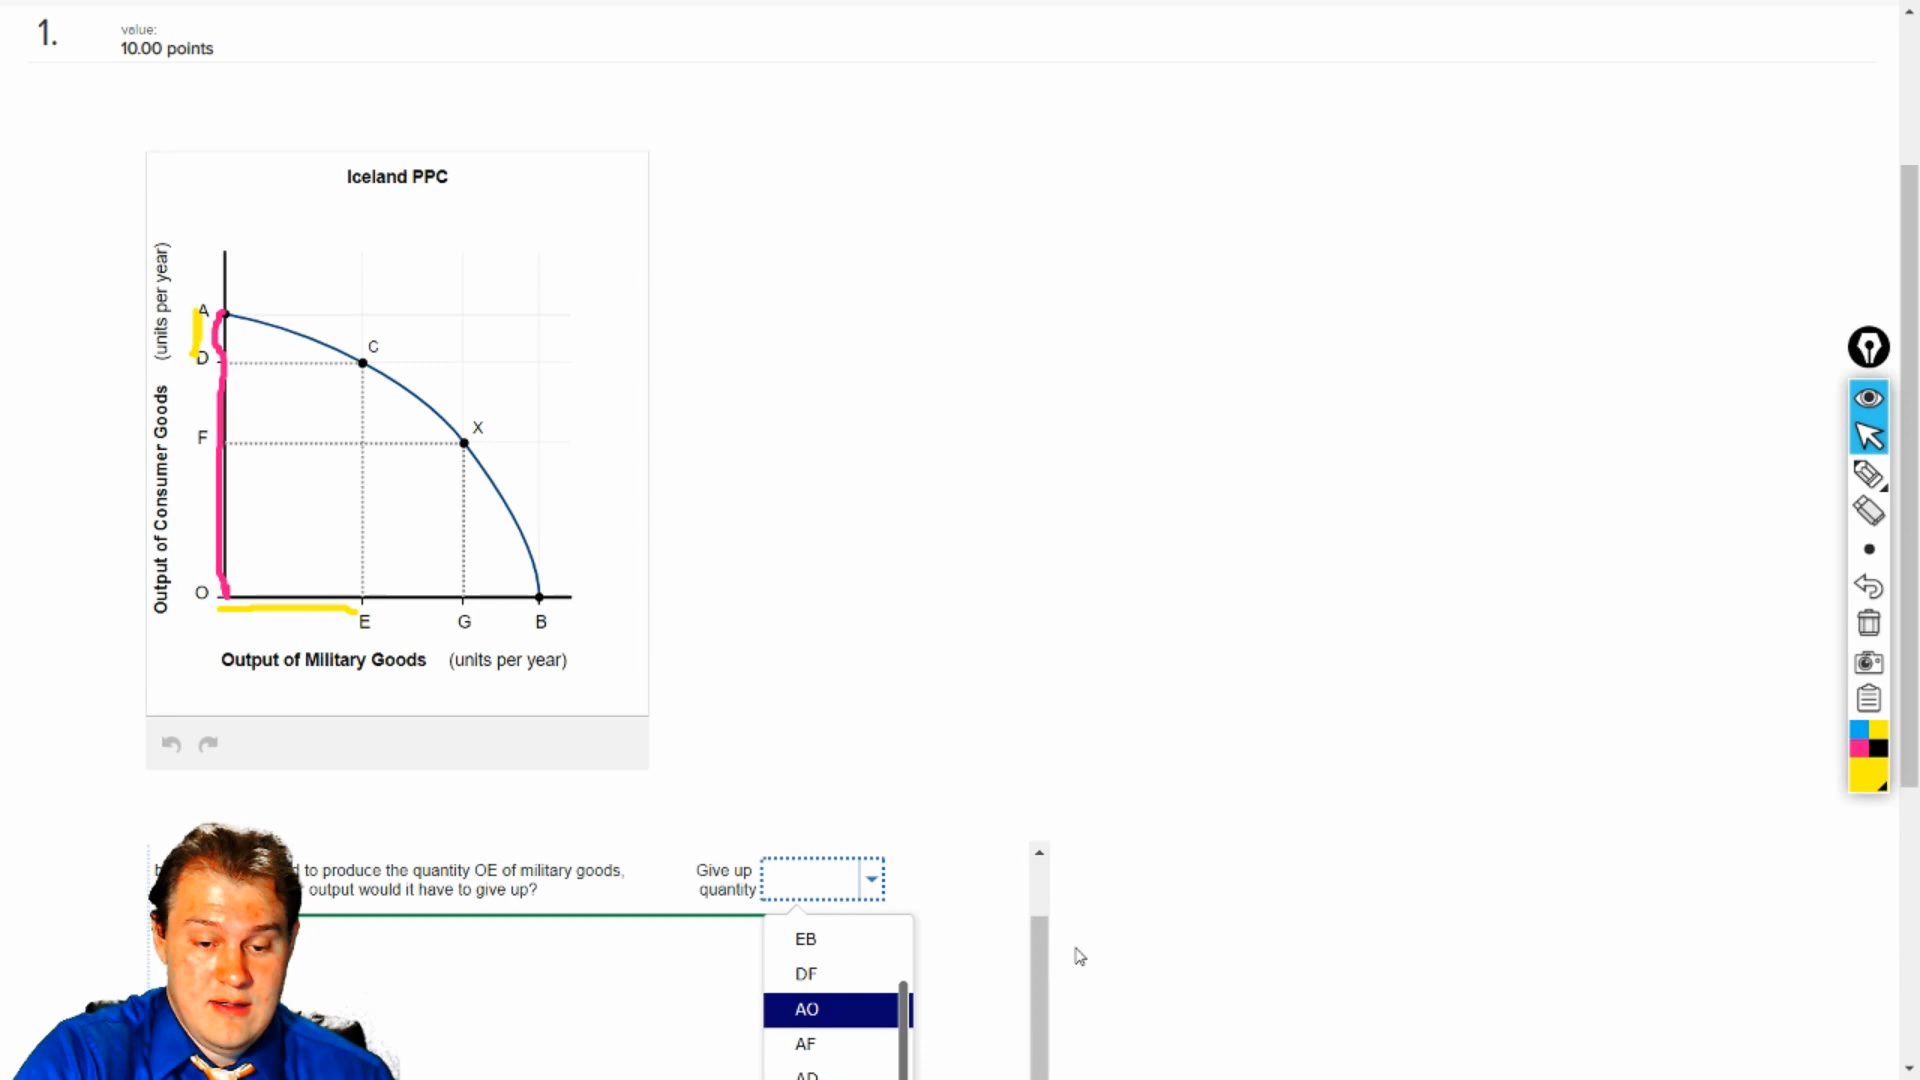 1.
value:
10.00 points
Iceland PPC
Output of Consumer Goods (units per year)
A
D
F
O
C
X
E
G
B
Output of Military Goods (units per year)
to produce the quantity OE of military goods,
output would it have to give up?
Give up
quantity
EB
DF
AO
AF
AD